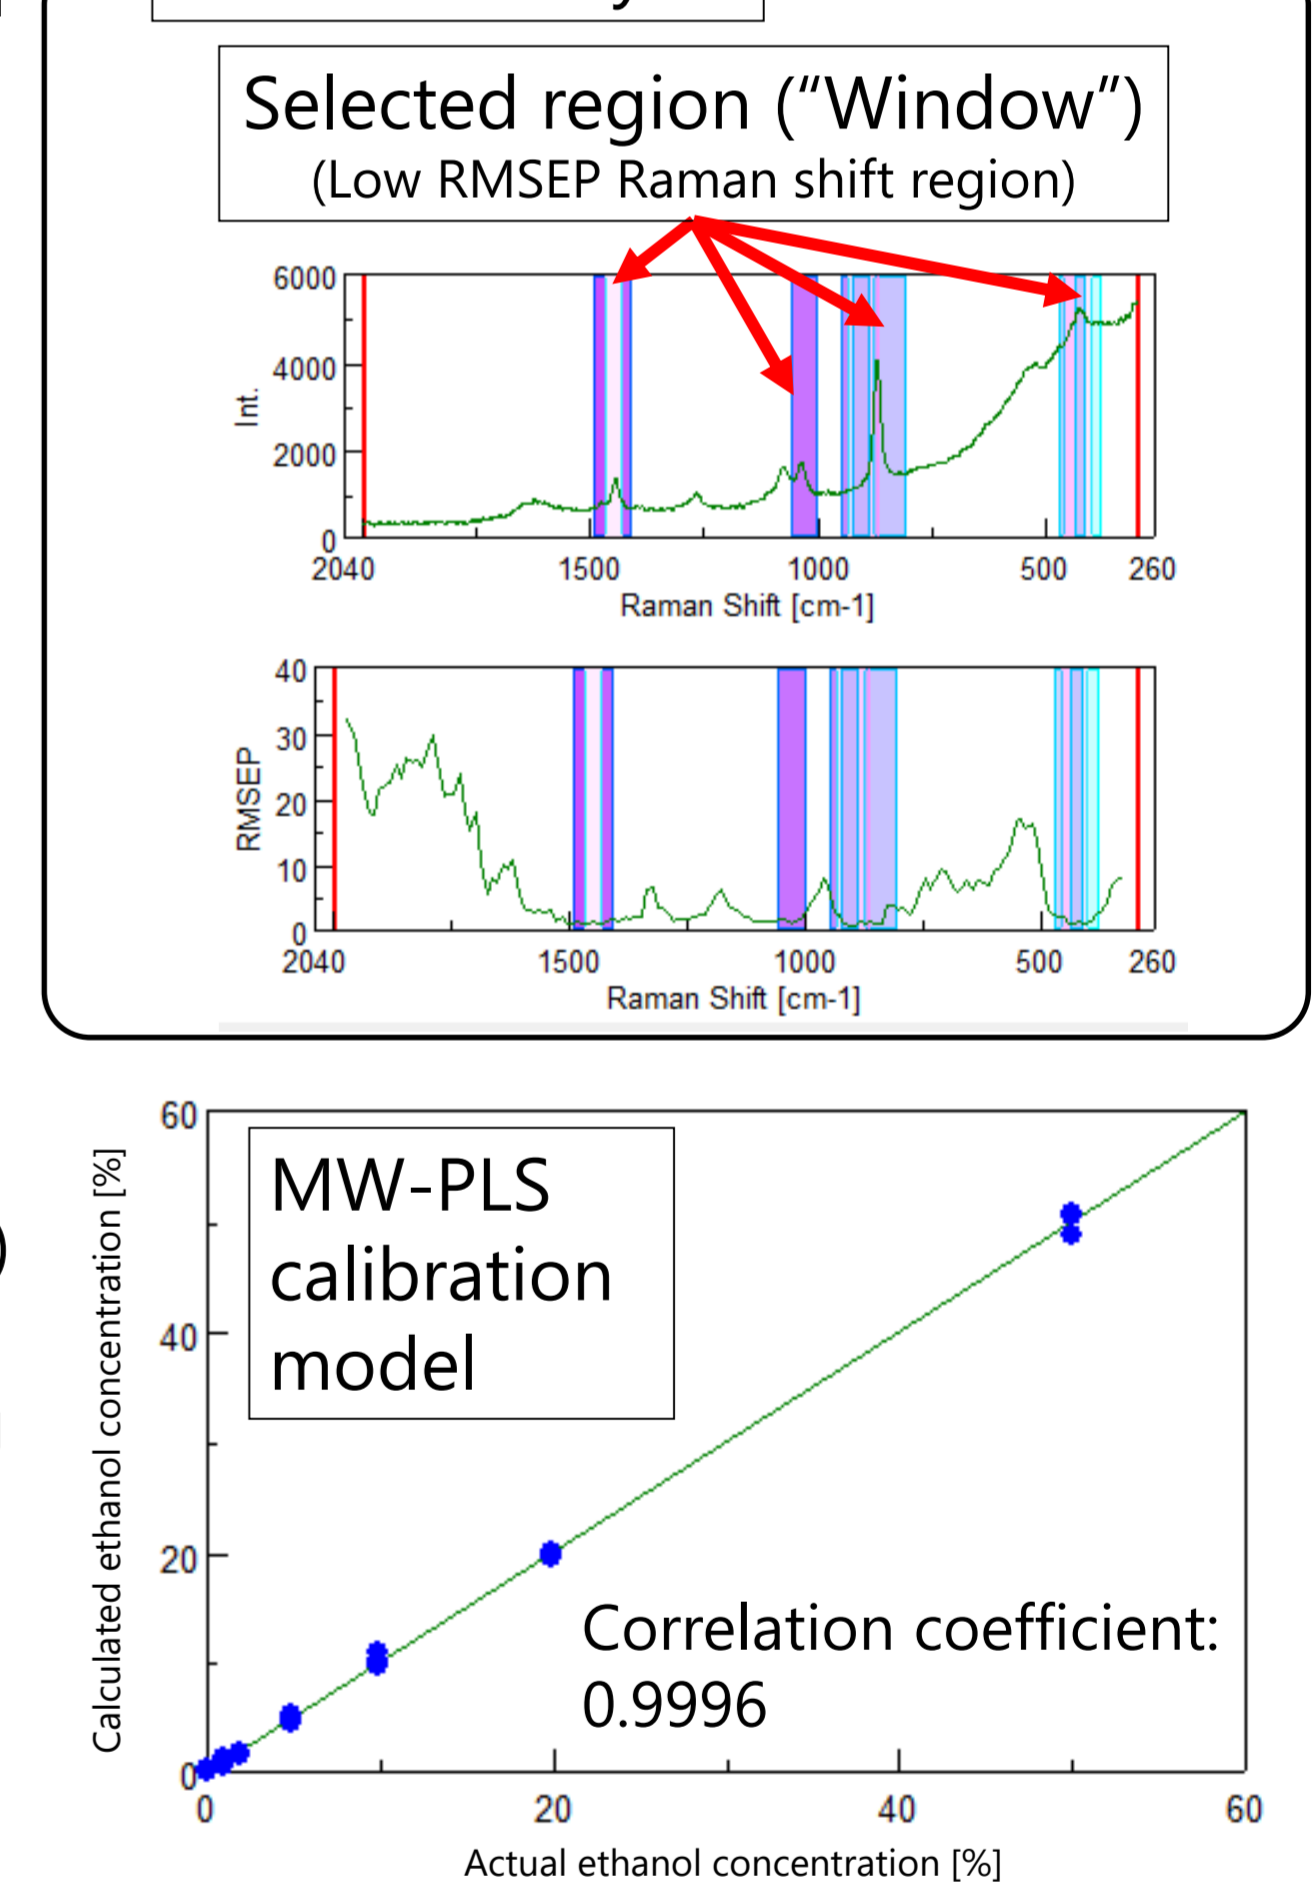 Selected region (“Window”)
(Low RMSEP Raman shift region)
6000
4000
2000
0
Int.
2040 1500 1000 500 260
Raman Shift [cm-1]
40
30
20
10
0
RMSEP
2040 1500 1000 500 260
Raman Shift [cm-1]
60
40
20
0
Calculated ethanol concentration [%]
MW-PLS
calibration
model
Correlation coefficient:
0.9996
0 20 40 60
Actual ethanol concentration [%]